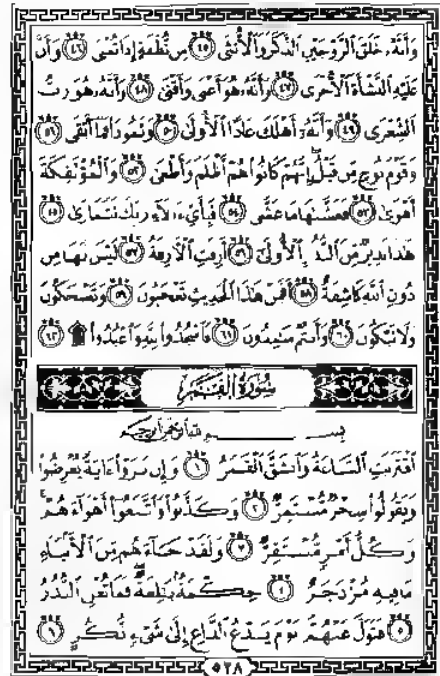 وَأَنَّهُۥ خَلَقَ ٱلزَّوْجَيْنِ ٱلذَّكَرَ وَٱلْأُنثَىٰ ٤٥ مِن نُّطْفَةٍ إِذَا تُمْنَىٰ ٤٦ وَأَنَّ
عَلَيْهِ ٱلنَّشْأَةَ ٱلْأُخْرَىٰ ٤٧ وَأَنَّهُۥ هُوَ أَغْنَىٰ وَأَقْنَىٰ ٤٨ وَأَنَّهُۥ هُوَ رَبُّ
ٱلشِّعْرَىٰ ٤٩ وَأَنَّهُۥٓ أَهْلَكَ عَادًا ٱلْأُولَىٰ ٥٠ وَثَمُودَا۟ فَمَآ أَبْقَىٰ ٥١
وَقَوْمَ نُوحٍ مِّن قَبْلُ إِنَّهُمْ كَانُوا۟ هُمْ أَظْلَمَ وَأَطْغَىٰ ٥٢ وَٱلْمُؤْتَفِكَةَ
أَهْوَىٰ ٥٣ فَغَشَّىٰهَا مَا غَشَّىٰ ٥٤ فَبِأَىِّ ءَالَآءِ رَبِّكَ تَتَمَارَىٰ ٥٥
هَٰذَا نَذِيرٌ مِّنَ ٱلنُّذُرِ ٱلْأُولَىٰٓ ٥٦ أَزِفَتِ ٱلْءَازِفَةُ ٥٧ لَيْسَ لَهَا مِن
دُونِ ٱللَّهِ كَاشِفَةٌ ٥٨ أَفَمِنْ هَٰذَا ٱلْحَدِيثِ تَعْجَبُونَ ٥٩ وَتَضْحَكُونَ
وَلَا تَبْكُونَ ٦٠ وَأَنتُمْ سَٰمِدُونَ ٦١ فَٱسْجُدُوا۟ لِلَّهِ وَٱعْبُدُوا۟ ۩ ٦٢
سُورَةُ القَمَرِ
بِسْمِ ٱللَّهِ ٱلرَّحْمَٰنِ ٱلرَّحِيمِ
ٱقْتَرَبَتِ ٱلسَّاعَةُ وَٱنشَقَّ ٱلْقَمَرُ ١ وَإِن يَرَوْا۟ ءَايَةً يُعْرِضُوا۟
وَيَقُولُوا۟ سِحْرٌ مُّسْتَمِرٌّ ٢ وَكَذَّبُوا۟ وَٱتَّبَعُوٓا۟ أَهْوَآءَهُمْ
وَكُلُّ أَمْرٍ مُّسْتَقِرٌّ ٣ وَلَقَدْ جَآءَهُم مِّنَ ٱلْأَنۢبَآءِ
مَا فِيهِ مُزْدَجَرٌ ٤ حِكْمَةٌۢ بَٰلِغَةٌ فَمَا تُغْنِ ٱلنُّذُرُ
٥ فَتَوَلَّ عَنْهُمْ يَوْمَ يَدْعُ ٱلدَّاعِ إِلَىٰ شَىْءٍ نُّكُرٍ ٦
٥٢٨